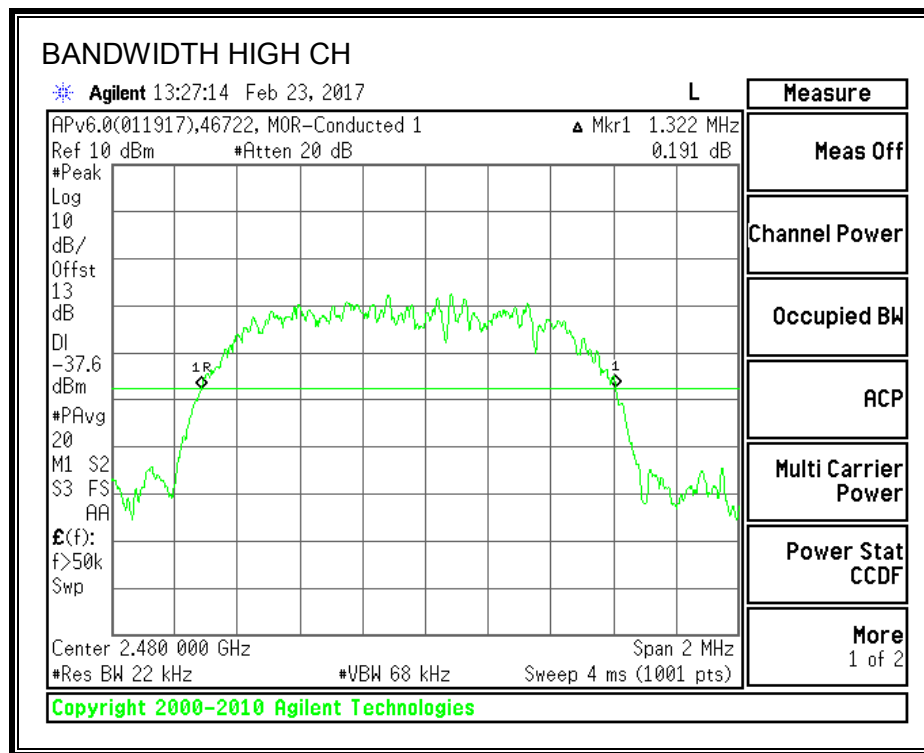 BANDWIDTH HIGH CH
Agilent 13:27:14 Feb 23, 2017 L
APv6.0(011917),46722, MOR-Conducted 1 Δ Mkr1 1.322 MHz
Ref 10 dBm #Atten 20 dB 0.191 dB
#Peak
Log
10
dB/
Offst
13
dB
DI
-37.6
dBm
#PAvg
20
M1 S2
S3 FS
AA
£(f):
f>50k
Swp
1R
1
Center 2.480 000 GHz Span 2 MHz
#Res BW 22 kHz #VBW 68 kHz Sweep 4 ms (1001 pts)
Copyright 2000-2010 Agilent Technologies
Measure
Meas Off
Channel Power
Occupied BW
ACP
Multi Carrier
Power
Power Stat
CCDF
More
1 of 2